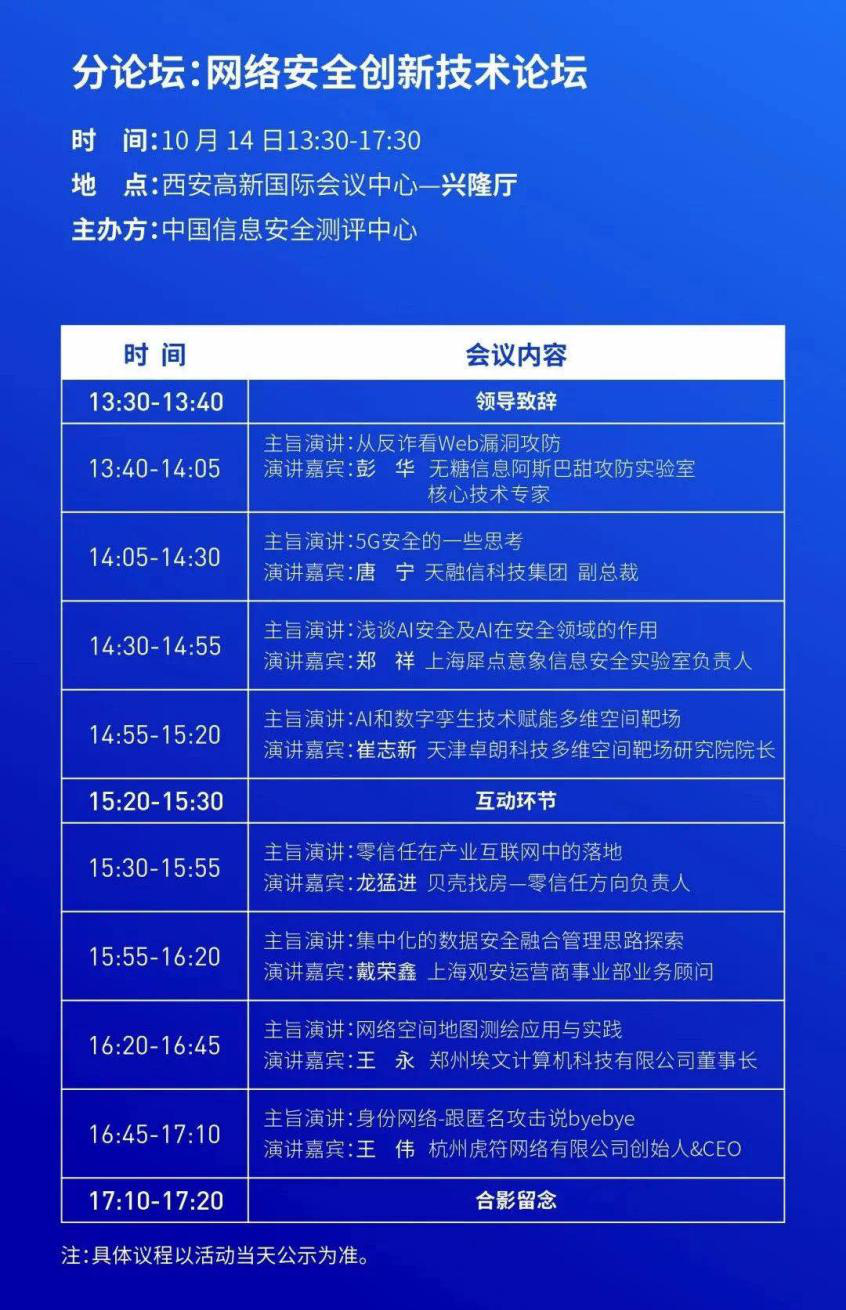 分论坛:网络安全创新技术论坛
时 间:10 月 14 日13:30-17:30
地 点:西安高新国际会议中心—兴隆厅
主办方:中国信息安全测评中心
时 间 会议内容
13:30-13:40 领导致辞
13:40-14:05
主旨演讲:从反诈看Web漏洞攻防
演讲嘉宾:彭 华 无糖信息阿斯巴甜攻防实验室
核心技术专家
14:05-14:30
主旨演讲:5G安全的一些思考
演讲嘉宾:唐 宁 天融信科技集团 副总裁
14:30-14:55
主旨演讲:浅谈AI安全及AI在安全领域的作用
演讲嘉宾:郑 祥 上海犀点意象信息安全实验室负责人
14:55-15:20
主旨演讲:AI和数字孪生技术赋能多维空间靶场
演讲嘉宾:崔志新 天津卓朗科技多维空间靶场研究院院长
15:20-15:30 互动环节
15:30-15:55
主旨演讲:零信任在产业互联网中的落地
演讲嘉宾:龙猛进 贝壳找房—零信任方向负责人
15:55-16:20
主旨演讲:集中化的数据安全融合管理思路探索
演讲嘉宾:戴荣鑫 上海观安运营商事业部业务顾问
16:20-16:45
主旨演讲:网络空间地图测绘应用与实践
演讲嘉宾:王 永 郑州埃文计算机科技有限公司董事长
16:45-17:10
主旨演讲:身份网络-跟匿名攻击说byebye
演讲嘉宾:王 伟 杭州虎符网络有限公司创始人&CEO
17:10-17:20 合影留念
注:具体议程以活动当天公示为准。